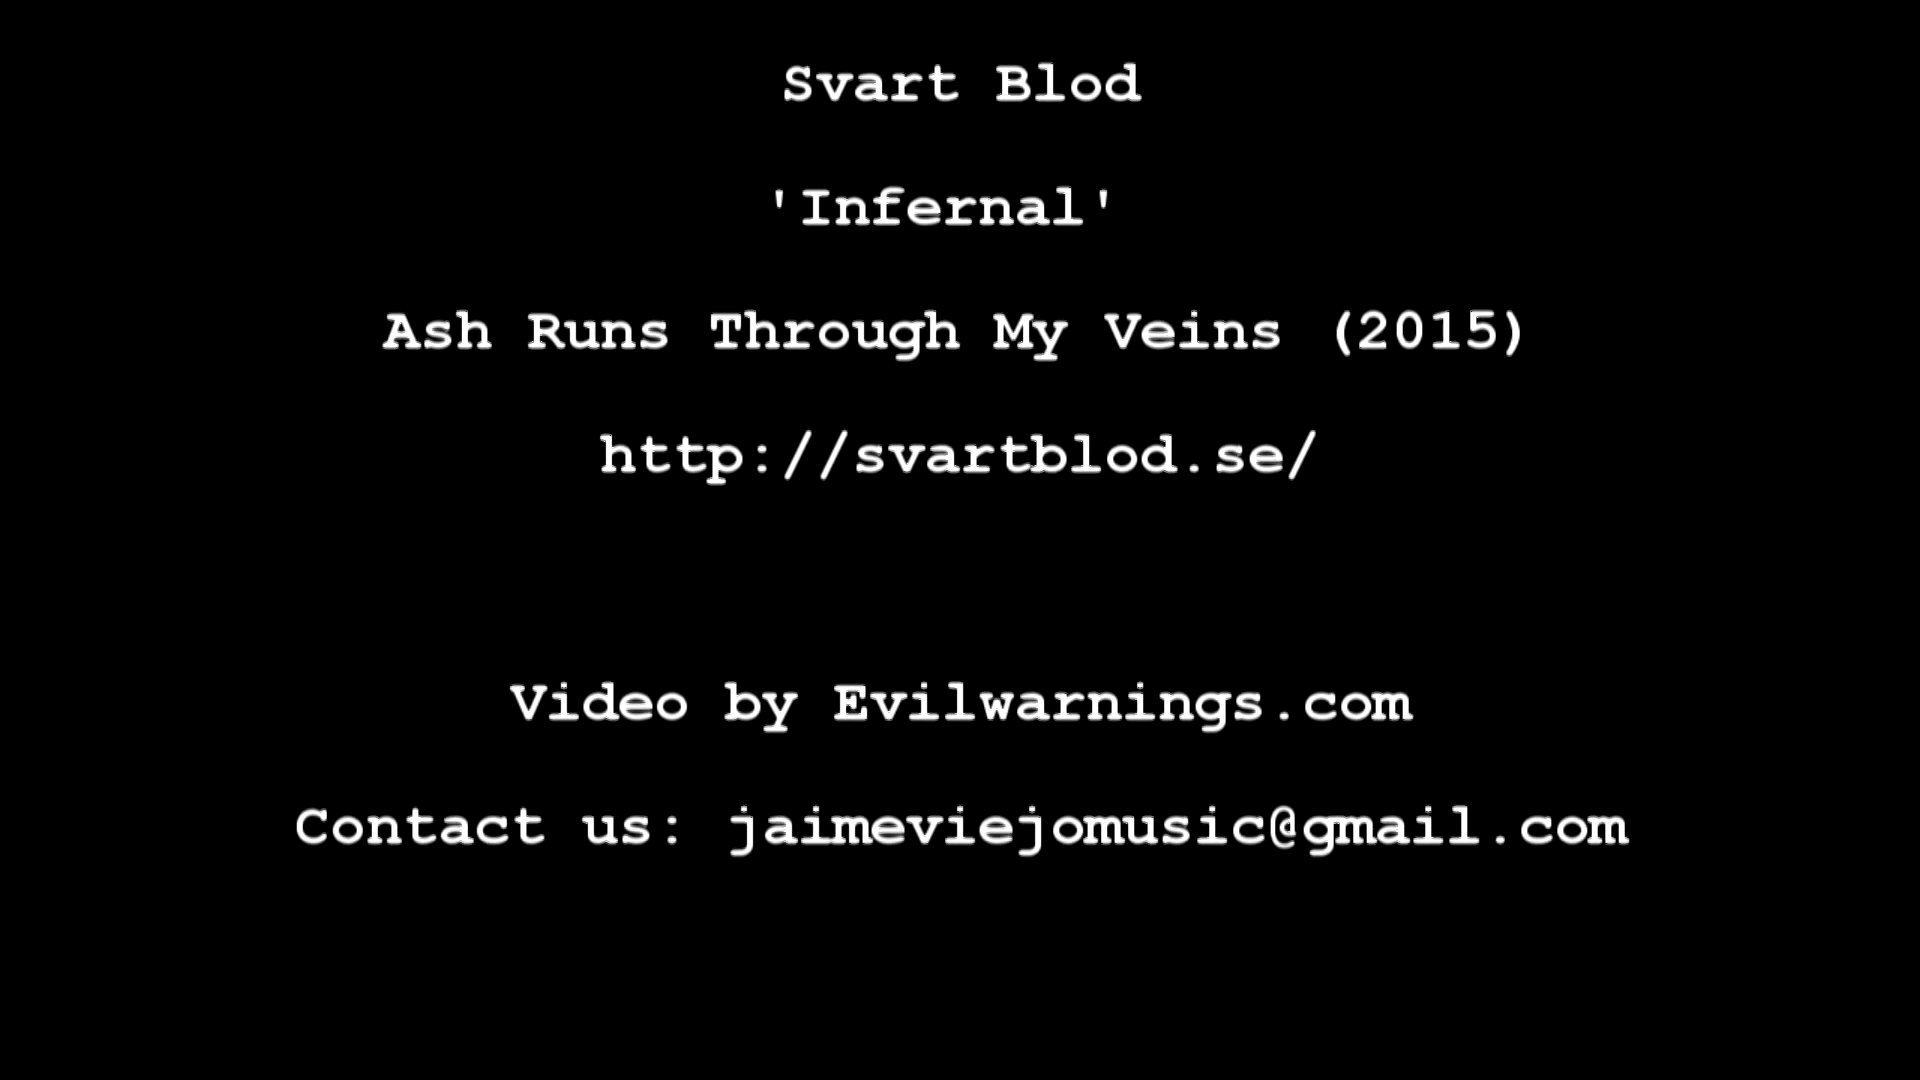 Svart Blod
'Infernal'
Ash Runs Through My Veins (2015)
http://svartblod.se/
Video by Evilwarnings.com
Contact us: jaimeviejomusic@gmail.com